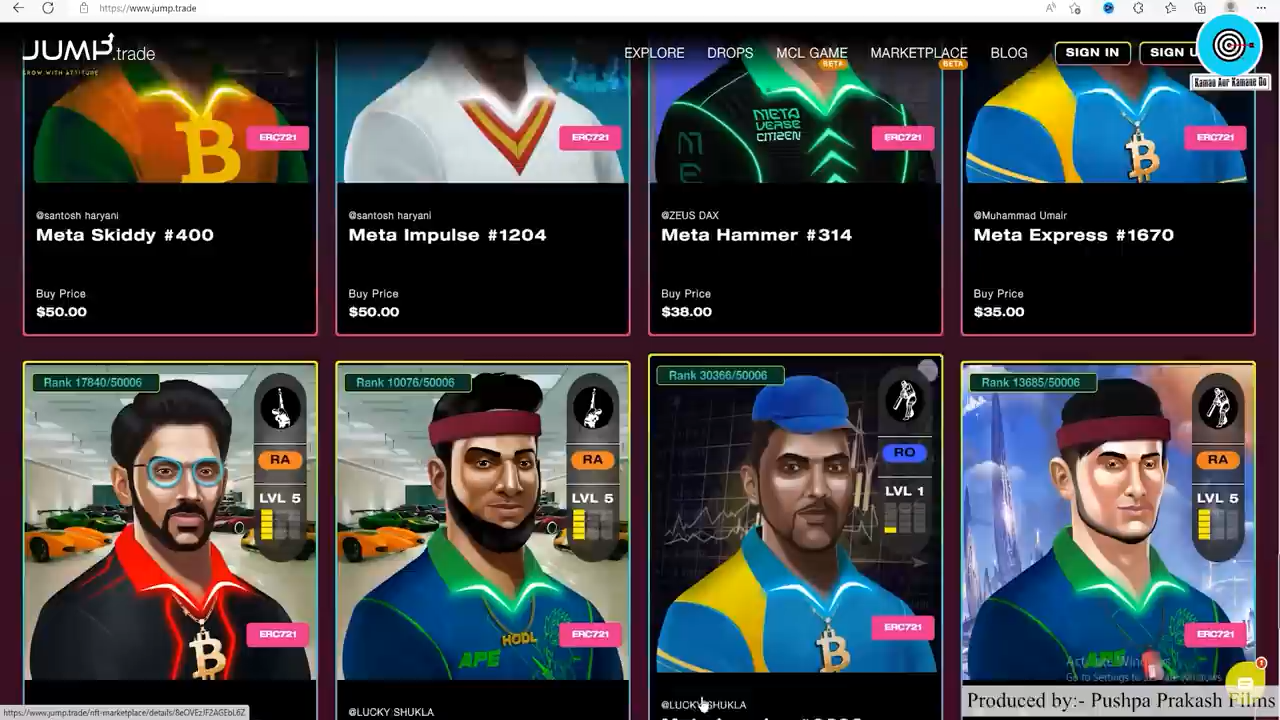 https://www.jump.trade
JUMP.trade
GROW WITH ATTITUDE
EXPLORE
DROPS
MCL GAME
BETA
MARKETPLACE
BETA
BLOG
SIGN IN
SIGN U
Kamao Aur Kamane Do
B
META
VERSE
CITIZEN
ERC721
ERC721
ERC721
ERC721
@santosh haryani
@santosh haryani
@ZEUS DAX
@Muhammad Umair
Meta Skiddy #400
Meta Impulse #1204
Meta Hammer #314
Meta Express #1670
Buy Price
Buy Price
Buy Price
Buy Price
$50.00
$50.00
$38.00
$35.00
Rank 17840/50006
Rank 10076/50006
Rank 30366/50006
Rank 13685/50006
RA
RA
RO
RA
LVL 5
LVL 5
LVL 1
LVL 5
HODL
APE
ERC721
ERC721
ERC721
ERC721
@LUCKY SHUKLA
@LUCKY SHUKLA
Go to Settings to
Produced by:- Pushpa Prakash Films